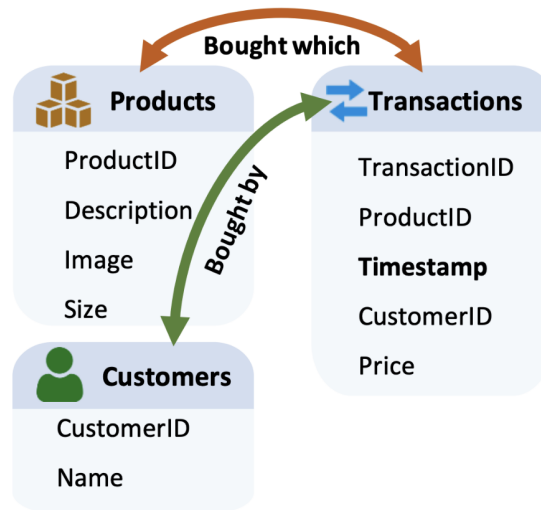 Bought which
Products
ProductID
Description
Image
Size
Bought by
Transactions
TransactionID
ProductID
Timestamp
CustomerID
Price
Customers
CustomerID
Name